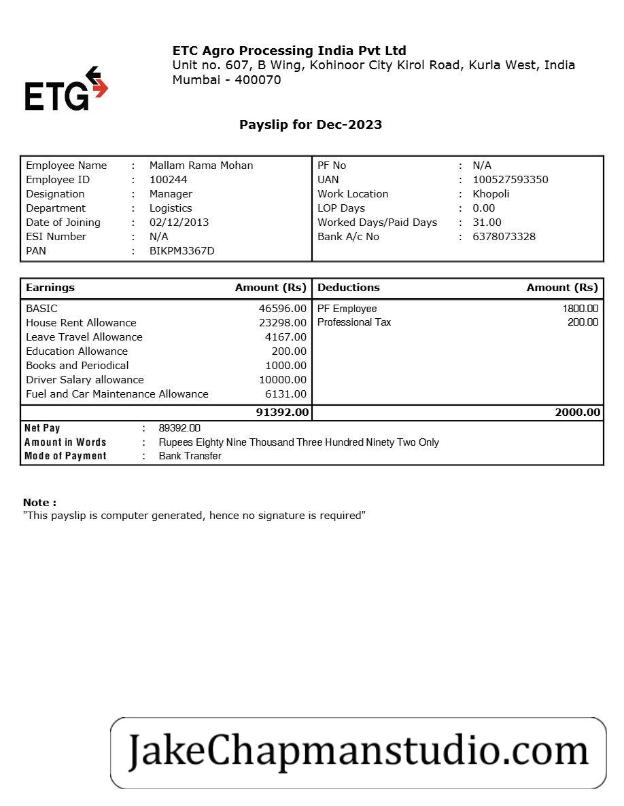 ETG
ETC Agro Processing India Pvt Ltd
Unit no. 607, B Wing, Kohinoor City Kirol Road, Kurla West, India
Mumbai - 400070
Payslip for Dec-2023
Employee Name : Mallam Rama Mohan PF No : N/A
Employee ID : 100244 UAN : 100527593350
Designation : Manager Work Location : Khopoli
Department : Logistics LOP Days : 0.00
Date of Joining : 02/12/2013 Worked Days/Paid Days : 31.00
ESI Number : N/A Bank A/c No : 6378073328
PAN : BIKPM3367D
Earnings Amount (Rs) Deductions Amount (Rs)
BASIC 46596.00 PF Employee 1800.00
House Rent Allowance 23298.00 Professional Tax 200.00
Leave Travel Allowance 4167.00
Education Allowance 200.00
Books and Periodical 1000.00
Driver Salary allowance 10000.00
Fuel and Car Maintenance Allowance 6131.00
91392.00 2000.00
Net Pay : 89392.00
Amount in Words : Rupees Eighty Nine Thousand Three Hundred Ninety Two Only
Mode of Payment : Bank Transfer
Note :
"This payslip is computer generated, hence no signature is required"
JakeChapmanstudio.com